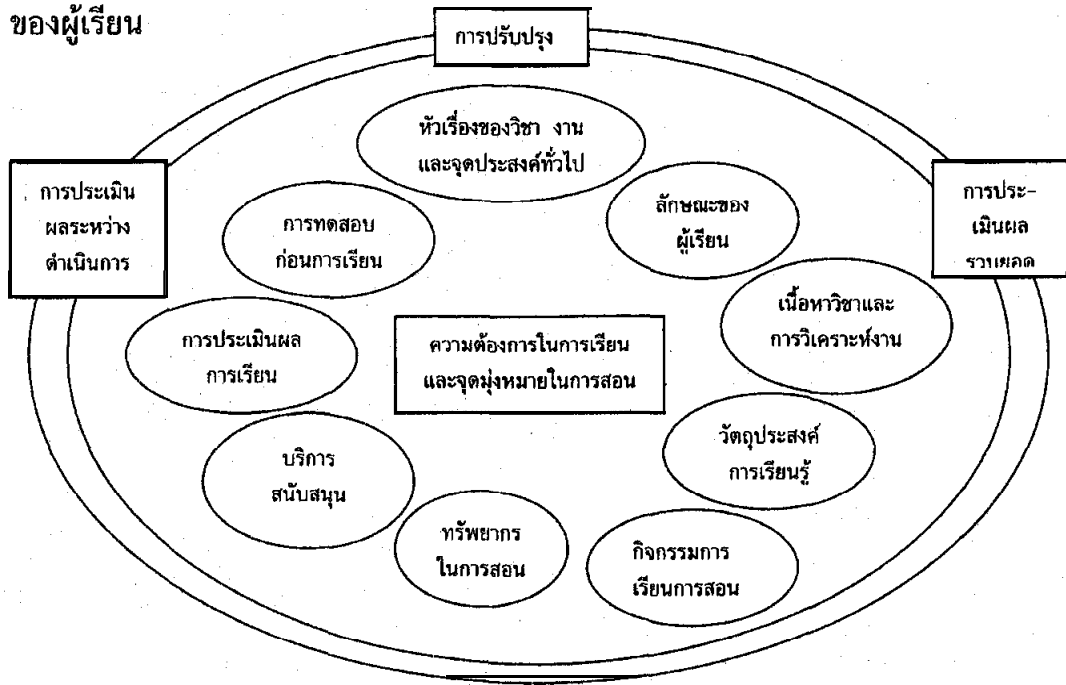 ของผู้เรียน
การปรับปรุง
หัวเรื่องของวิชา งาน
และจุดประสงค์ทั่วไป
การประเมิน
ผลระหว่าง
ดำเนินการ
การประ-
เมินผล
รวบยอด
ลักษณะของ
ผู้เรียน
การทดสอบ
ก่อนการเรียน
เนื้อหาวิชาและ
การวิเคราะห์งาน
การประเมินผล
การเรียน
ความต้องการในการเรียน
และจุดมุ่งหมายในการสอน
วัตถุประสงค์
การเรียนรู้
บริการ
สนับสนุน
ทรัพยากร
ในการสอน
กิจกรรมการ
เรียนการสอน